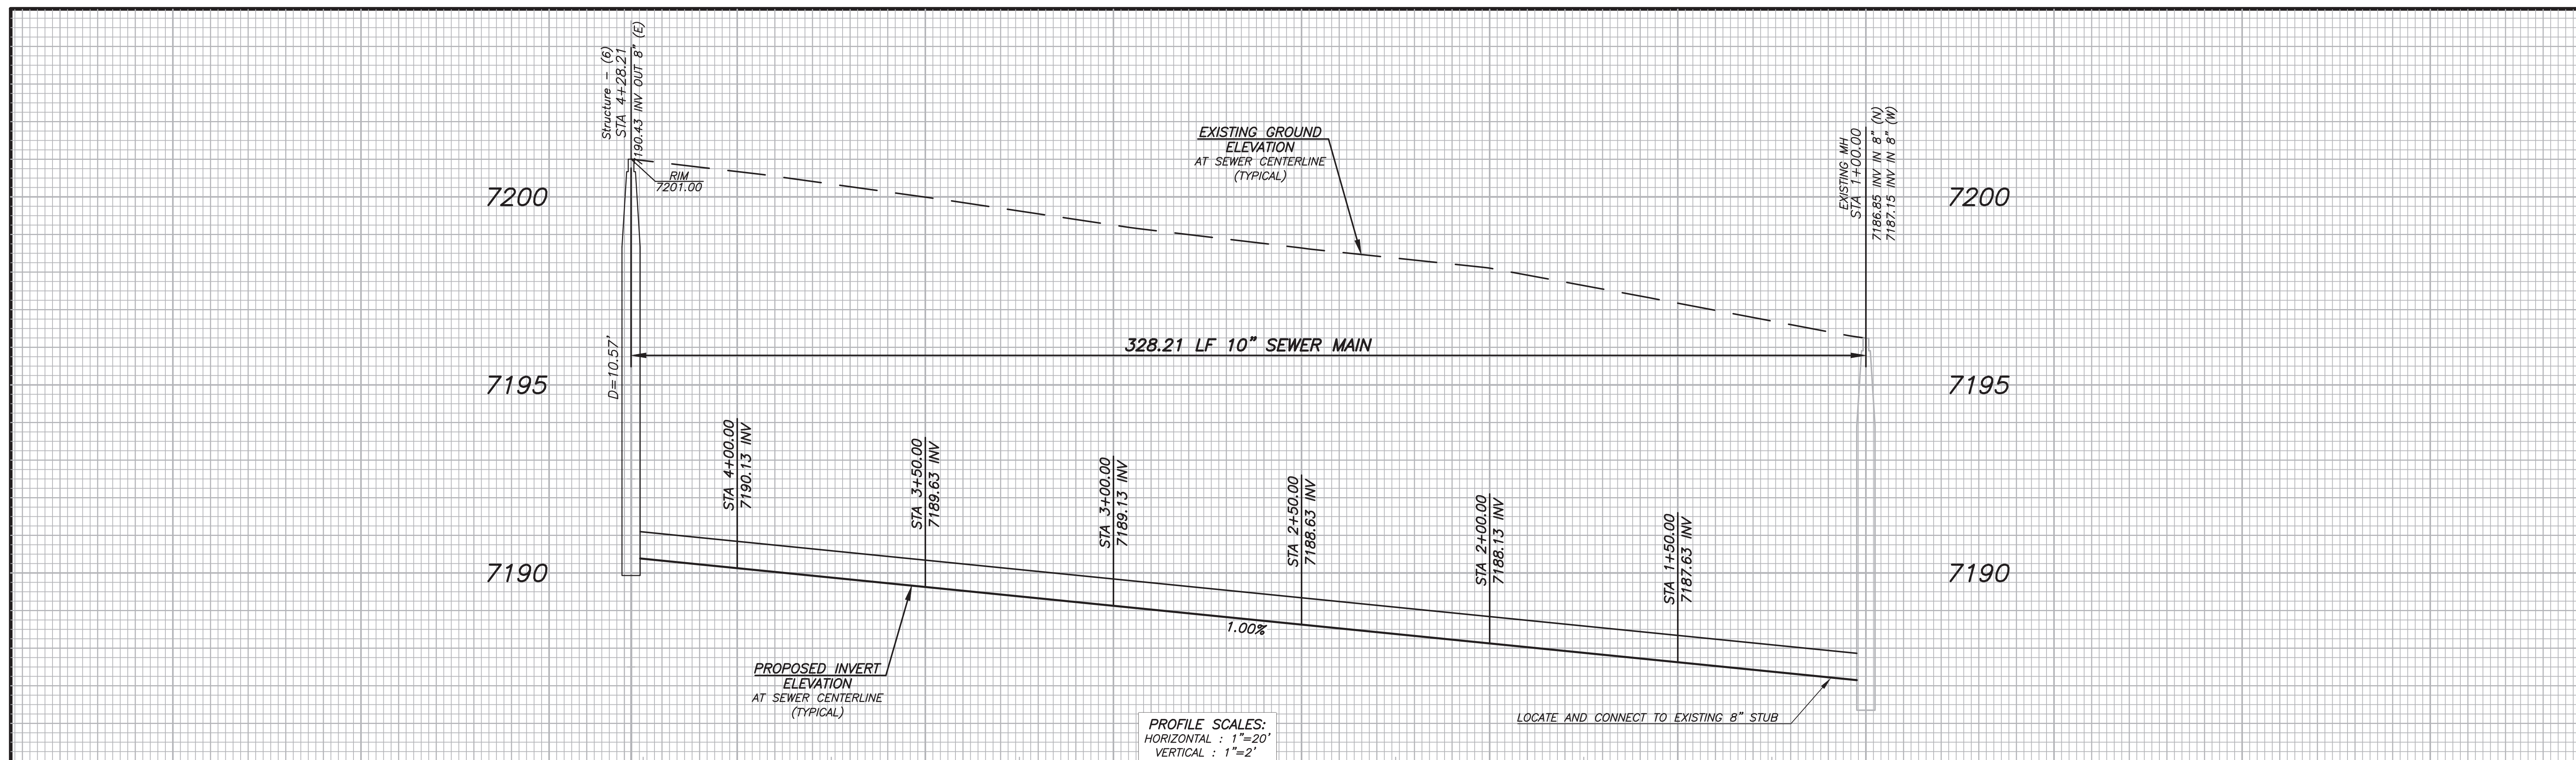 Structure - (6)
STA 4+28.21
7190.43 INV OUT 8" (E)
RIM
7201.00
EXISTING GROUND
ELEVATION
AT SEWER CENTERLINE
(TYPICAL)
EXISTING MH
STA 1+00.00
7186.85 INV IN 8" (N)
7187.15 INV IN 8" (W)
7200
7200
328.21 LF 10" SEWER MAIN
D=10.57'
7195
7195
STA 4+00.00
7190.13 INV
STA 3+50.00
7189.63 INV
STA 3+00.00
7189.13 INV
STA 2+50.00
7188.63 INV
STA 2+00.00
7188.13 INV
STA 1+50.00
7187.63 INV
7190
7190
1.00%
PROPOSED INVERT
ELEVATION
AT SEWER CENTERLINE
(TYPICAL)
LOCATE AND CONNECT TO EXISTING 8" STUB
PROFILE SCALES:
HORIZONTAL : 1"=20'
VERTICAL : 1"=2'